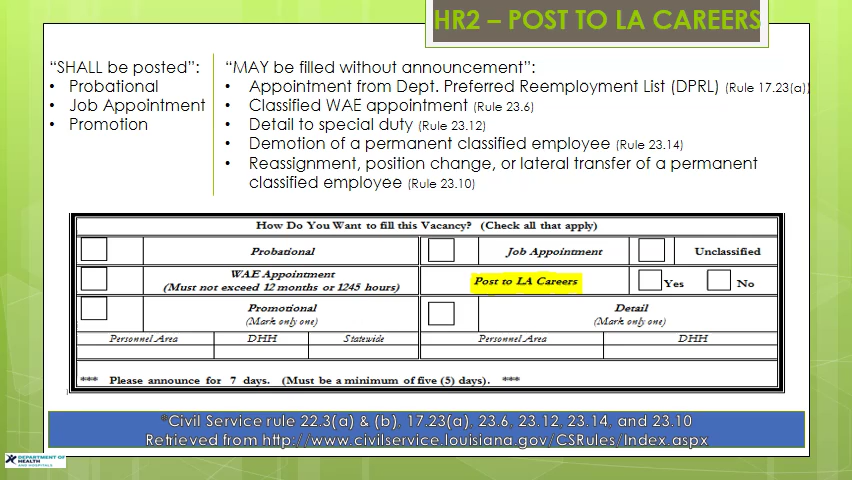 HR2 – POST TO LA CAREERS
“SHALL be posted”:
• Probational
• Job Appointment
• Promotion
“MAY be filled without announcement”:
• Appointment from Dept. Preferred Reemployment List (DPRL) (Rule 17.23(a))
• Classified WAE appointment (Rule 23.6)
• Detail to special duty (Rule 23.12)
• Demotion of a permanent classified employee (Rule 23.14)
• Reassignment, position change, or lateral transfer of a permanent
classified employee (Rule 23.10)
How Do You Want to fill this Vacancy? (Check all that apply)
Probational Job Appointment Unclassified
WAE Appointment
(Must not exceed 12 months or 1245 hours)
Post to LA Careers Yes No
Promotional
(Mark only one)
Detail
(Mark only one)
Personnel Area DHH Statewide Personnel Area DHH
*** Please announce for 7 days. (Must be a minimum of five (5) days). ***
*Civil Service rule 22.3(a) & (b), 17.23(a), 23.6, 23.12, 23.14, and 23.10
Retrieved from http://www.civilservice.louisiana.gov/CSRules/Index.aspx
DEPARTMENT OF
HEALTH
AND HOSPITALS